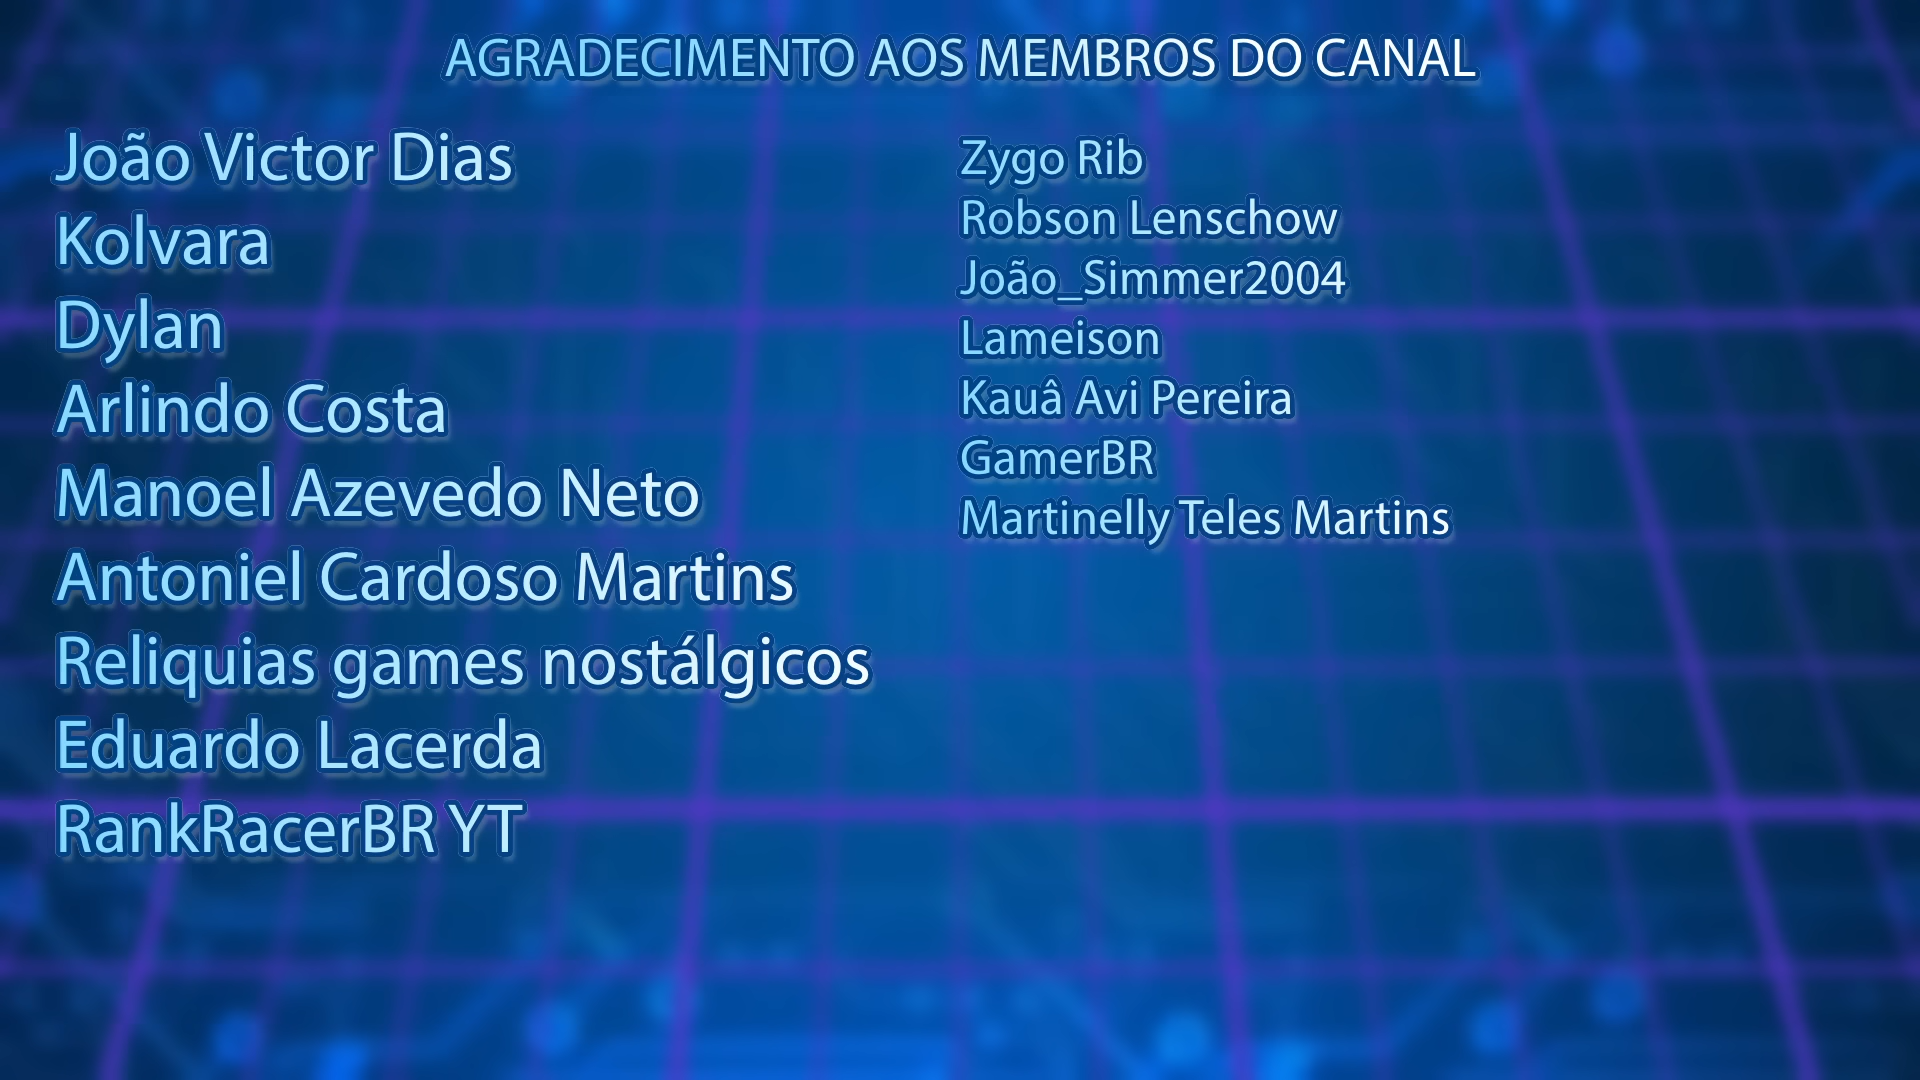 AGRADECIMENTO AOS MEMBROS DO CANAL
João Victor Dias
Kolvara
Dylan
Arlindo Costa
Manoel Azevedo Neto
Antoniel Cardoso Martins
Reliquias games nostálgicos
Eduardo Lacerda
RankRacerBR YT
Zygo Rib
Robson Lenschow
João_Simmer2004
Lameison
Kauâ Avi Pereira
GamerBR
Martinelly Teles Martins